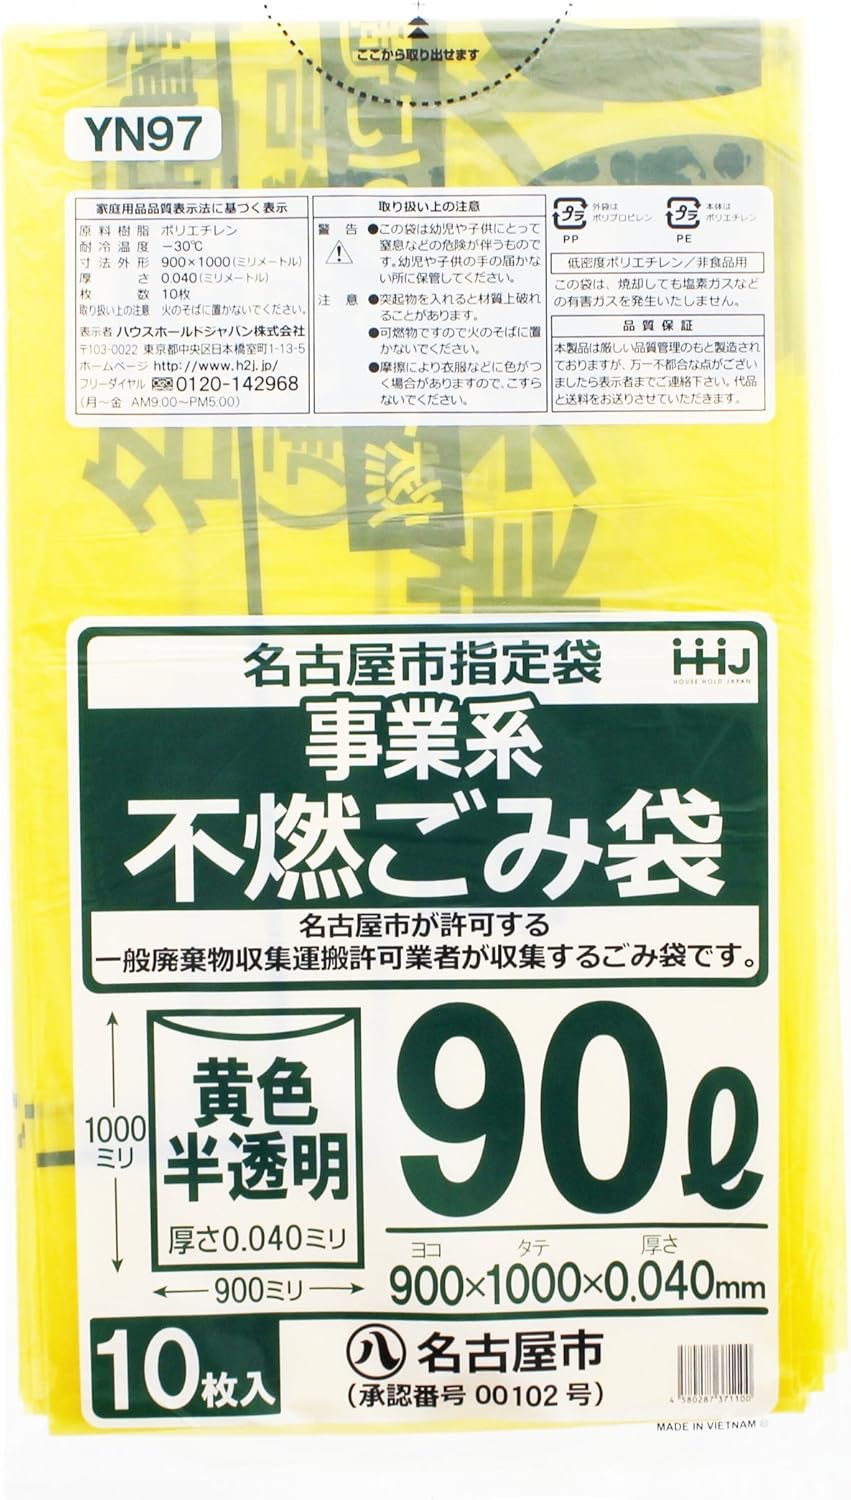 ここから取り出せます
YN97
家庭用品品質表示法に基づく表示
原料樹脂 ポリエチレン
耐冷温度 −30℃
寸法外形 900×1000(ミリメートル)
厚さ 0.040(ミリメートル)
枚数 10枚
取り扱い上の注意 火のそばに置かないでください。
表示者 ハウスホールドジャパン株式会社
〒103-0022 東京都中央区日本橋室町1-13-5
ホームページ http://www.h2j.jp/
フリーダイヤル 0120-142968
(月〜金 AM9:00〜PM5:00)
取り扱い上の注意
警告 ●この袋は幼児や子供にとって
窒息などの危険が伴うもので
す。幼児や子供の手の届かな
い所に保管してください。
注意 ●突起物を入れると材質上破れ
ることがあります。
●可燃物ですので火のそばに置
かないでください。
●摩擦により衣服などに色がつ
く場合がありますので、こすら
ないでください。
プラ 外袋は
ポリプロピレン
PP
プラ 本体は
ポリエチレン
PE
低密度ポリエチレン/非食品用
この袋は、焼却しても塩素ガスなど
の有害ガスを発生いたしません。
品質保証
本製品は厳しい品質管理のもと製造され
ておりますが、万一不都合な点がござい
ましたら表示者までご連絡下さい。代品
と送料をお送りさせていただきます。
名古屋市指定袋
HHJ
HOUSE HOLD JAPAN
事業系
不燃ごみ袋
名古屋市が許可する
一般廃棄物収集運搬許可業者が収集するごみ袋です。
1000
ミリ
黄色
半透明
厚さ0.040ミリ
900ミリ
90ℓ
ヨコ タテ 厚さ
900×1000×0.040mm
10枚入
八 名古屋市
(承認番号 00102 号)
4 580287 371100
MADE IN VIETNAM